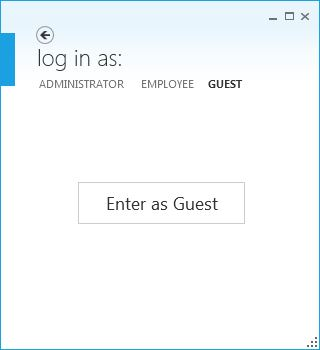 log in as:
ADMINISTRATOR EMPLOYEE GUEST
Enter as Guest